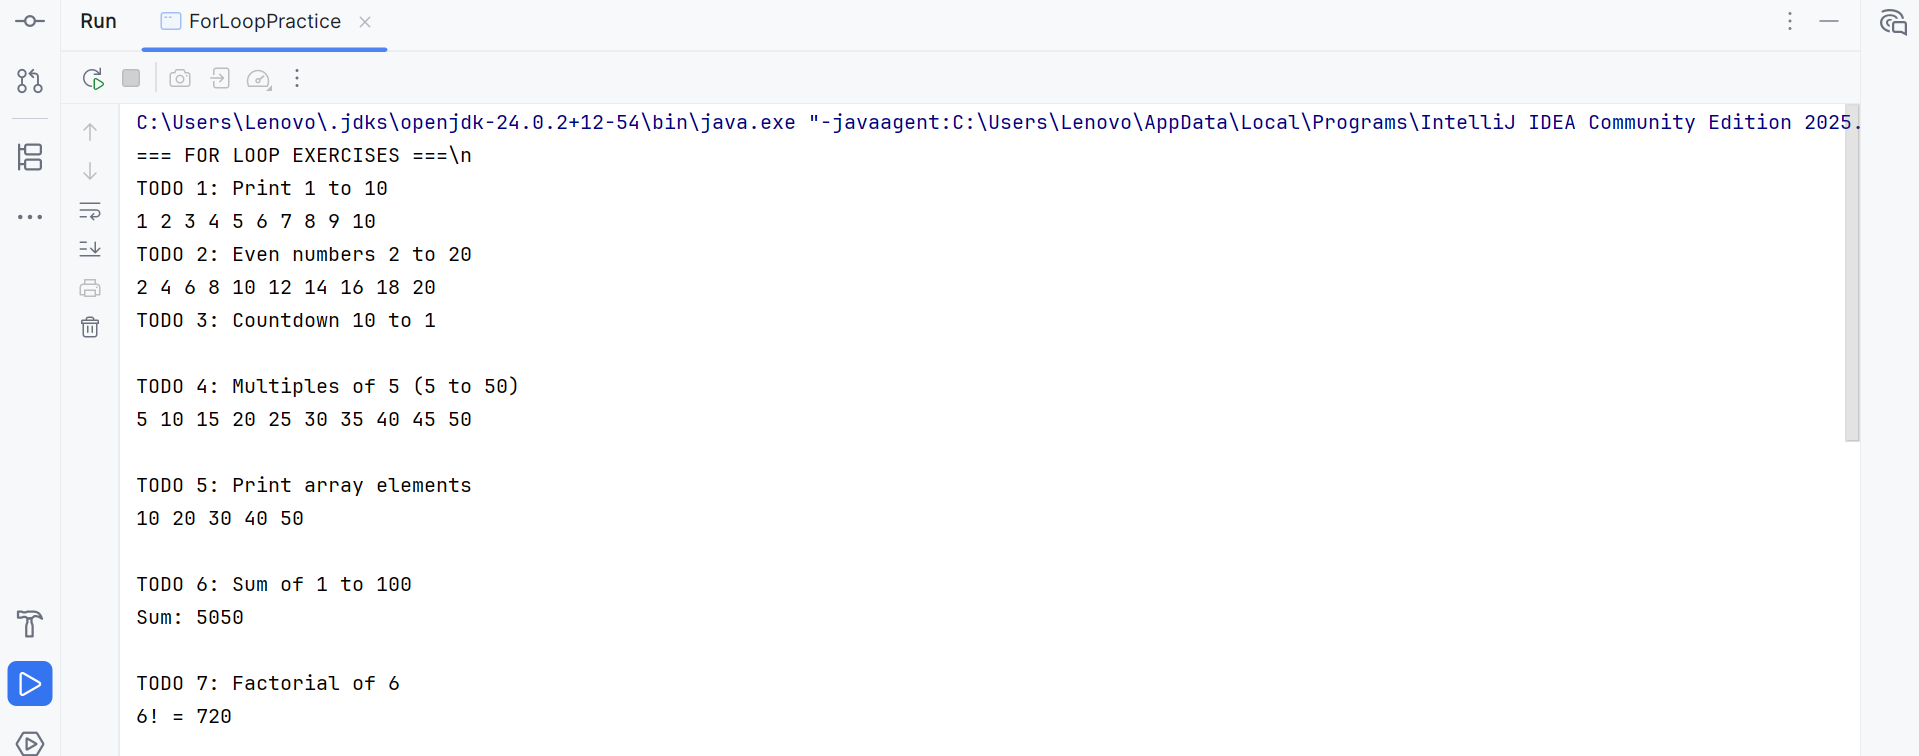 Run ForLoopPractice
C:\Users\Lenovo\.jdks\openjdk-24.0.2+12-54\bin\java.exe "-javaagent:C:\Users\Lenovo\AppData\Local\Programs\IntelliJ IDEA Community Edition 2025.
=== FOR LOOP EXERCISES ===\n
TODO 1: Print 1 to 10
1 2 3 4 5 6 7 8 9 10
TODO 2: Even numbers 2 to 20
2 4 6 8 10 12 14 16 18 20
TODO 3: Countdown 10 to 1
TODO 4: Multiples of 5 (5 to 50)
5 10 15 20 25 30 35 40 45 50
TODO 5: Print array elements
10 20 30 40 50
TODO 6: Sum of 1 to 100
Sum: 5050
TODO 7: Factorial of 6
6! = 720